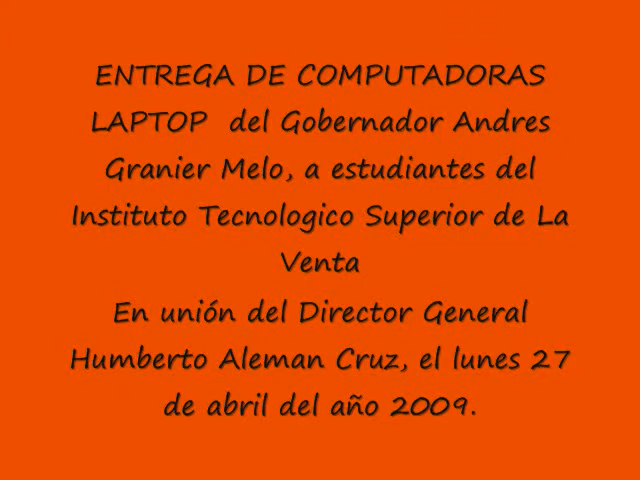 ENTREGA DE COMPUTADORAS
LAPTOP del Gobernador Andres
Granier Melo, a estudiantes del
Instituto Tecnologico Superior de La
Venta
En unión del Director General
Humberto Aleman Cruz, el lunes 27
de abril del año 2009.